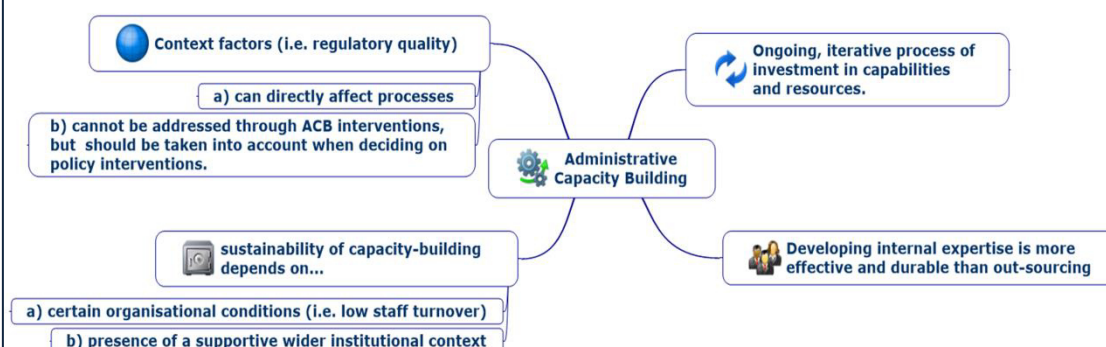 Context factors (i.e. regulatory quality)
a) can directly affect processes
b) cannot be addressed through ACB interventions,
but should be taken into account when deciding on
policy interventions.
Ongoing, iterative process of
investment in capabilities
and resources.
Administrative
Capacity Building
sustainability of capacity-building
depends on...
a) certain organisational conditions (i.e. low staff turnover)
b) presence of a supportive wider institutional context
Developing internal expertise is more
effective and durable than out-sourcing